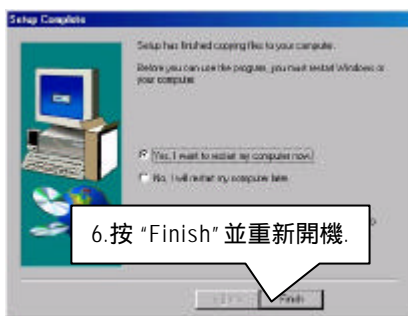 Setup Complete
Setup has finished copying files to your computer.
Before you can use the program, you must restart Windows or
your computer.
Yes, I want to restart my computer now.
No, I will restart my computer later.
6.按 “Finish” 並重新開機.
Finish